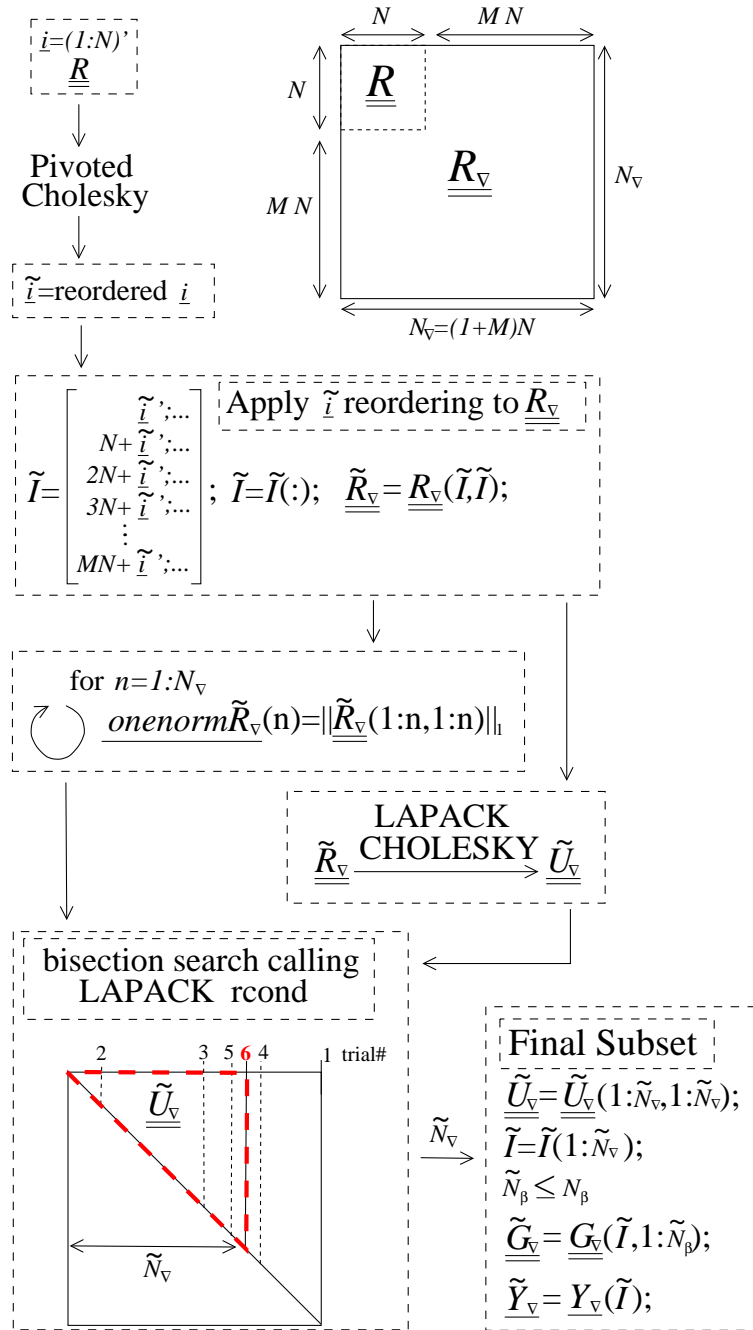 i=(1:N)'
R
Pivoted
Cholesky
ĩ=reordered i
N
M N
N
R
M N
R∇
N∇
N∇=(1+M)N
Apply ĩ reordering to R∇
Ĩ=
ĩ ';...
N+ ĩ ';...
2N+ ĩ ';...
3N+ ĩ ';...
⋮
MN+ ĩ ';...
; Ĩ=Ĩ(:); R̃∇=R∇(Ĩ,Ĩ);
for n=1:N∇
onenormR̃∇(n)=||R̃∇(1:n,1:n)||₁
LAPACK
CHOLESKY
R̃∇
Ũ∇
bisection search calling
LAPACK rcond
2 3 5 6 4 1 trial#
Ũ∇
Ñ∇
Ñ∇
Final Subset
Ũ∇=Ũ∇(1:Ñ∇,1:Ñ∇);
Ĩ=Ĩ(1:Ñ∇);
Ñβ ≤ Nβ
G̃∇=G∇(Ĩ,1:Ñβ);
Ỹ∇=Y∇(Ĩ);